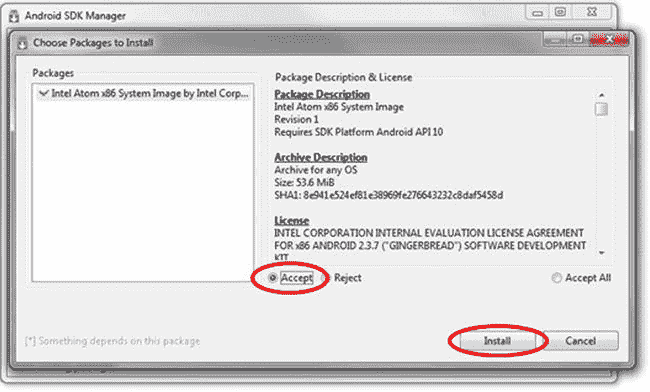 Android SDK Manager
Choose Packages to Install
Packages
Intel Atom x86 System Image by Intel Corp...
Package Description & License
Package Description
Intel Atom x86 System Image
Revision 1
Requires SDK Platform Android API 10
Archive Description
Archive for any OS
Size: 53.6 MiB
SHA1: 8e941e524ef81e38969fe276643232c8daf5458d
License
INTEL CORPORATION INTERNAL EVALUATION LICENSE AGREEMENT
FOR x86 ANDROID 2.3.7 ("GINGERBREAD") SOFTWARE DEVELOPMENT
KIT
Accept
Reject
Accept All
[*] Something depends on this package
Install
Cancel